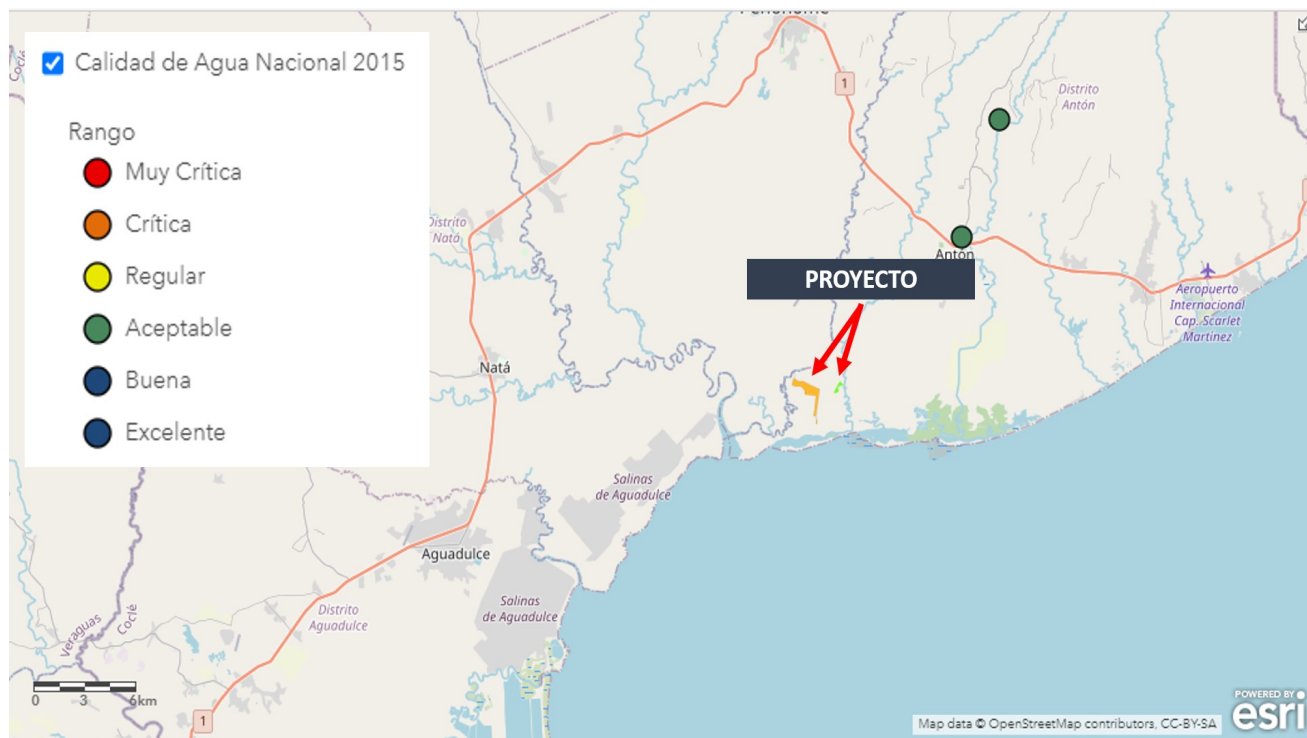 Calidad de Agua Nacional 2015
Rango
Muy Crítica
Crítica
Regular
Aceptable
Buena
Excelente
Coclé
1
Distrito
Antón
Distrito
Natá
Antón
PROYECTO
Aeropuerto
Internacional
Cap. Scarlet
Martinez
Natá
Salinas
de Aguadulce
Aguadulce
Salinas
de Aguadulce
Distrito
Aguadulce
Veraguas
Coclé
0 3 6km
1
POWERED BY
esri
Map data © OpenStreetMap contributors, CC-BY-SA